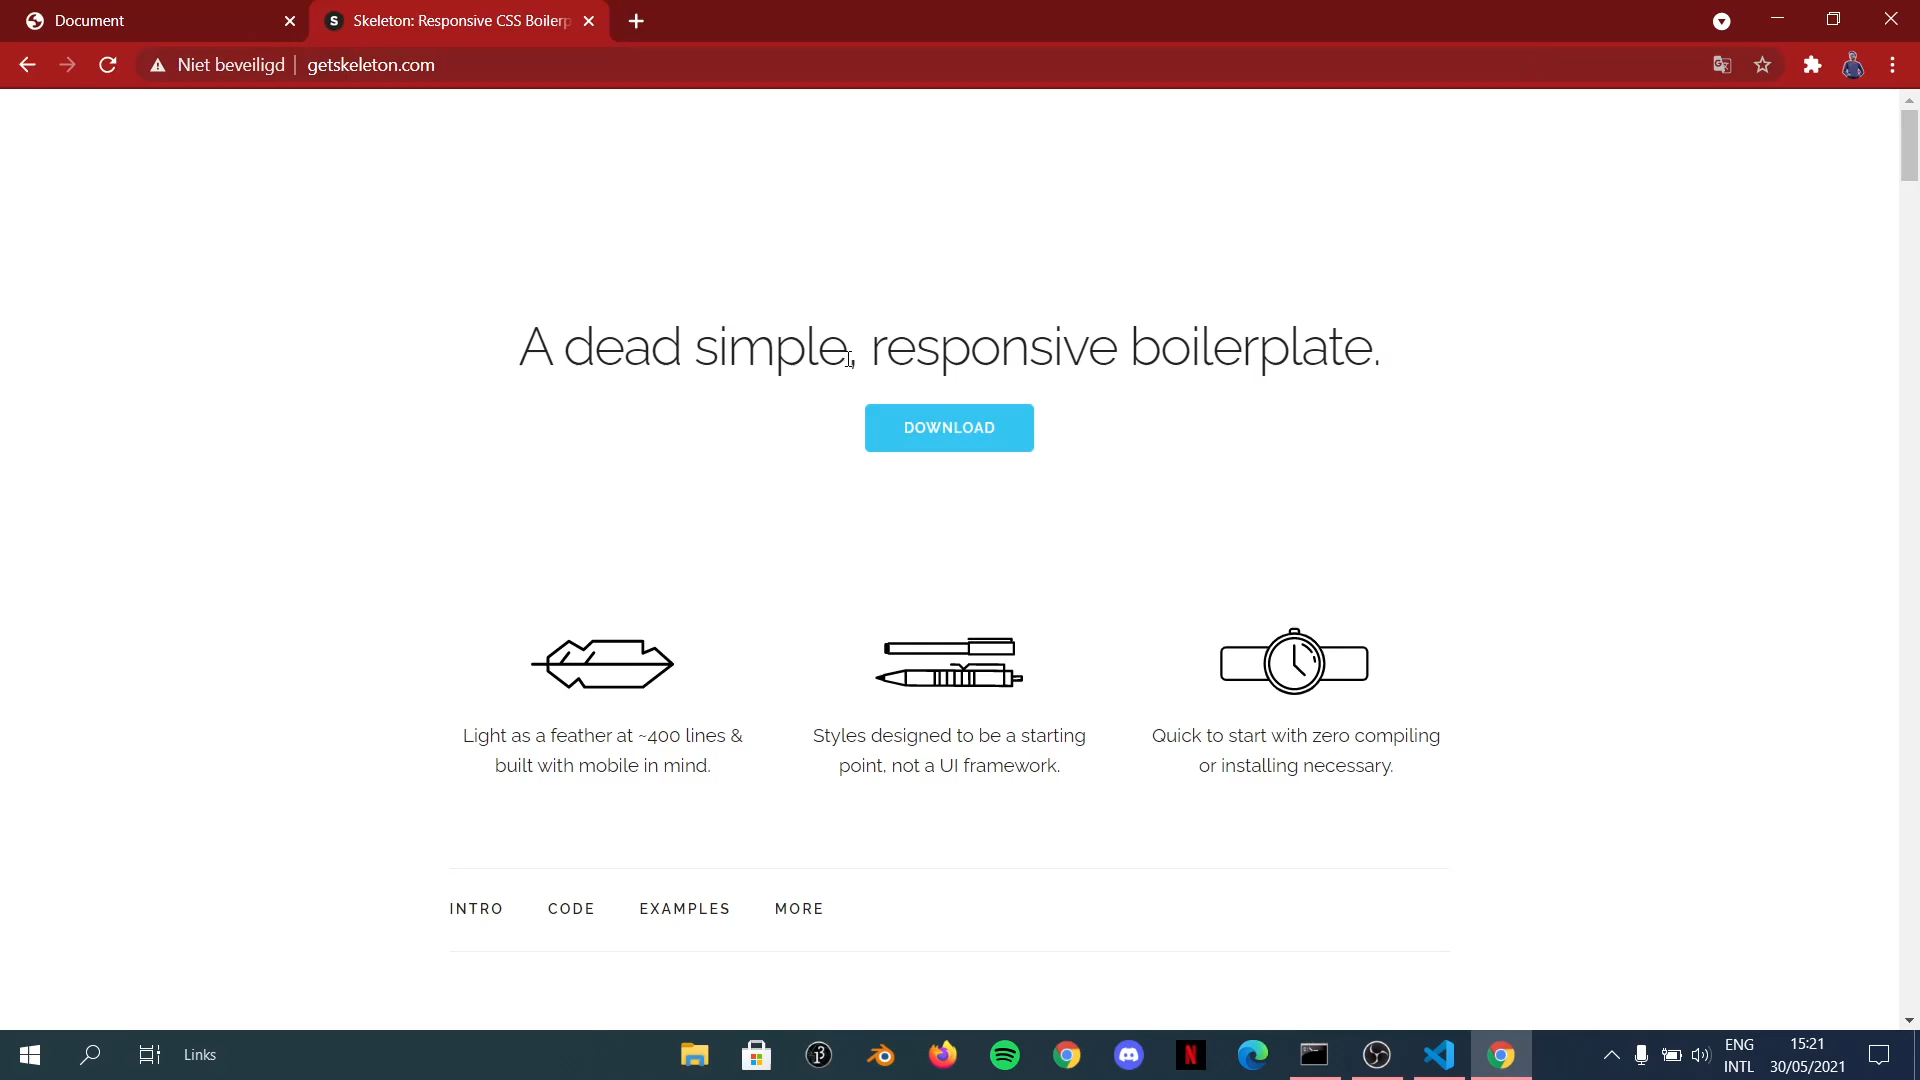 Document
Skeleton: Responsive CSS Boilerp
Niet beveiligd
getskeleton.com
A dead simple, responsive boilerplate.
DOWNLOAD
Light as a feather at ~400 lines &
built with mobile in mind.
Styles designed to be a starting
point, not a UI framework.
Quick to start with zero compiling
or installing necessary.
INTRO CODE EXAMPLES MORE
Links
ENG
INTL
15:21
30/05/2021